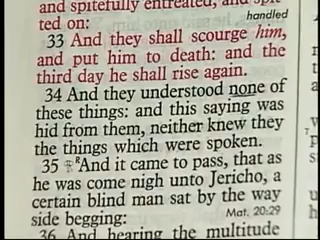 and spitefully entreated, and spit-
ted on: handled
33 And they shall scourge him,
and put him to death: and the
third day he shall rise again.
34 And they understood none of
these things: and this saying was
hid from them, neither knew they
the things which were spoken.
35 R And it came to pass, that as
he was come nigh unto Jericho, a
certain blind man sat by the way
side begging: Mat. 20:29
36 And hearing the multitude